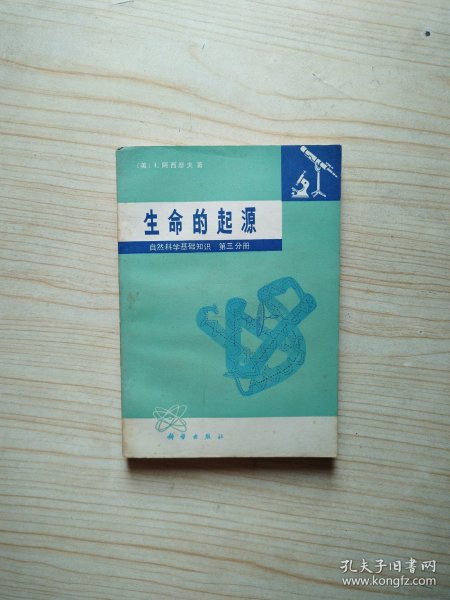 〔美〕I.阿西摩夫著
生命的起源
自然科学基础知识 第三分册
科学出版社
孔夫子旧书网
www.kongfz.com